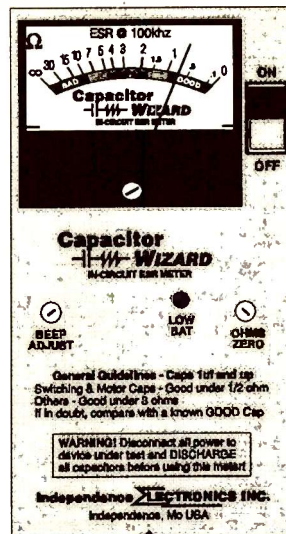 Ω ESR @ 100khz
∞ 30 15 10 7 5 4 3 2 1.5 1 .5 .1 0
BAD GOOD
Capacitor
WIZARD
IN-CIRCUIT ESR METER
ON
OFF
Capacitor
WIZARD
IN-CIRCUIT ESR METER
BEEP
ADJUST
LOW
BAT
OHMS
ZERO
General Guidelines - Caps 1uf and up
Switching & Motor Caps - Good under 1/2 ohm
Others - Good under 3 ohms
If in doubt, compare with a known GOOD Cap
WARNING! Disconnect all power to
device under test and DISCHARGE
all capacitors before using this meter!
Independence ELECTRONICS INC.
Independence, Mo USA